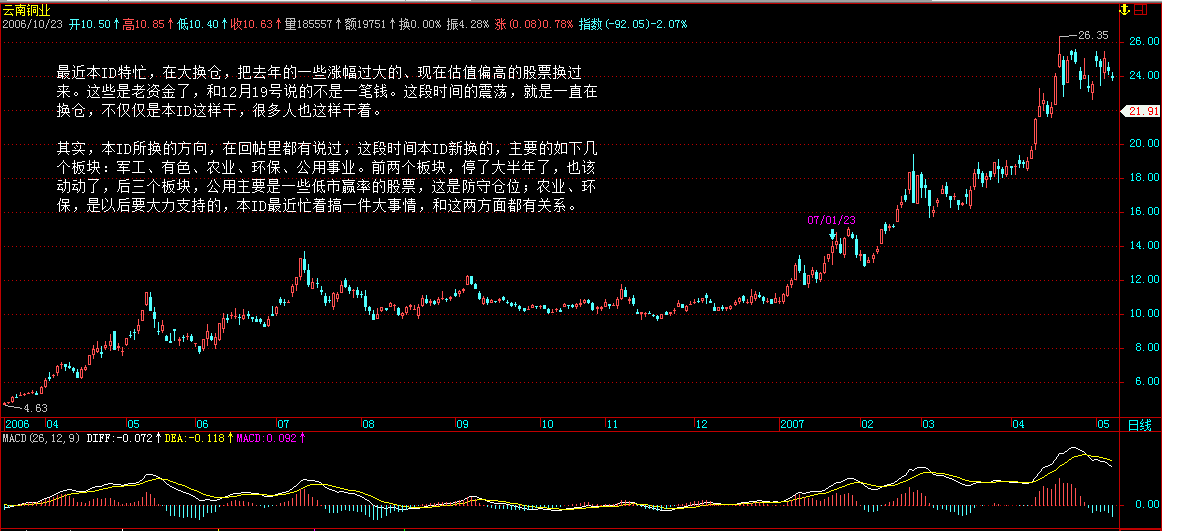 云南铜业
2006/10/23 开10.50↑高10.85↑低10.40↑收10.63↑量185557↑额19751↑换0.00% 振4.28% 涨(0.08)0.78% 指数(-92.05)-2.07%
最近本ID特忙，在大换仓，把去年的一些涨幅过大的、现在估值偏高的股票换过
来。这些是老资金了，和12月19号说的不是一笔钱。这段时间的震荡，就是一直在
换仓，不仅仅是本ID这样干，很多人也这样干着。
其实，本ID所换的方向，在回帖里都有说过，这段时间本ID新换的，主要的如下几
个板块：军工、有色、农业、环保、公用事业。前两个板块，停了大半年了，也该
动动了，后三个板块，公用主要是一些低市赢率的股票，这是防守仓位；农业、环
保，是以后要大力支持的，本ID最近忙着搞一件大事情，和这两方面都有关系。
26.35
26.00
24.00
21.91
20.00
18.00
16.00
07/01/23
14.00
12.00
10.00
8.00
6.00
4.63
2006 04 05 06 07 08 09 10 11 12 2007 02 03 04 05 日线
MACD(26,12,9) DIFF:-0.072↑DEA:-0.118↑MACD:0.092↑
0.00